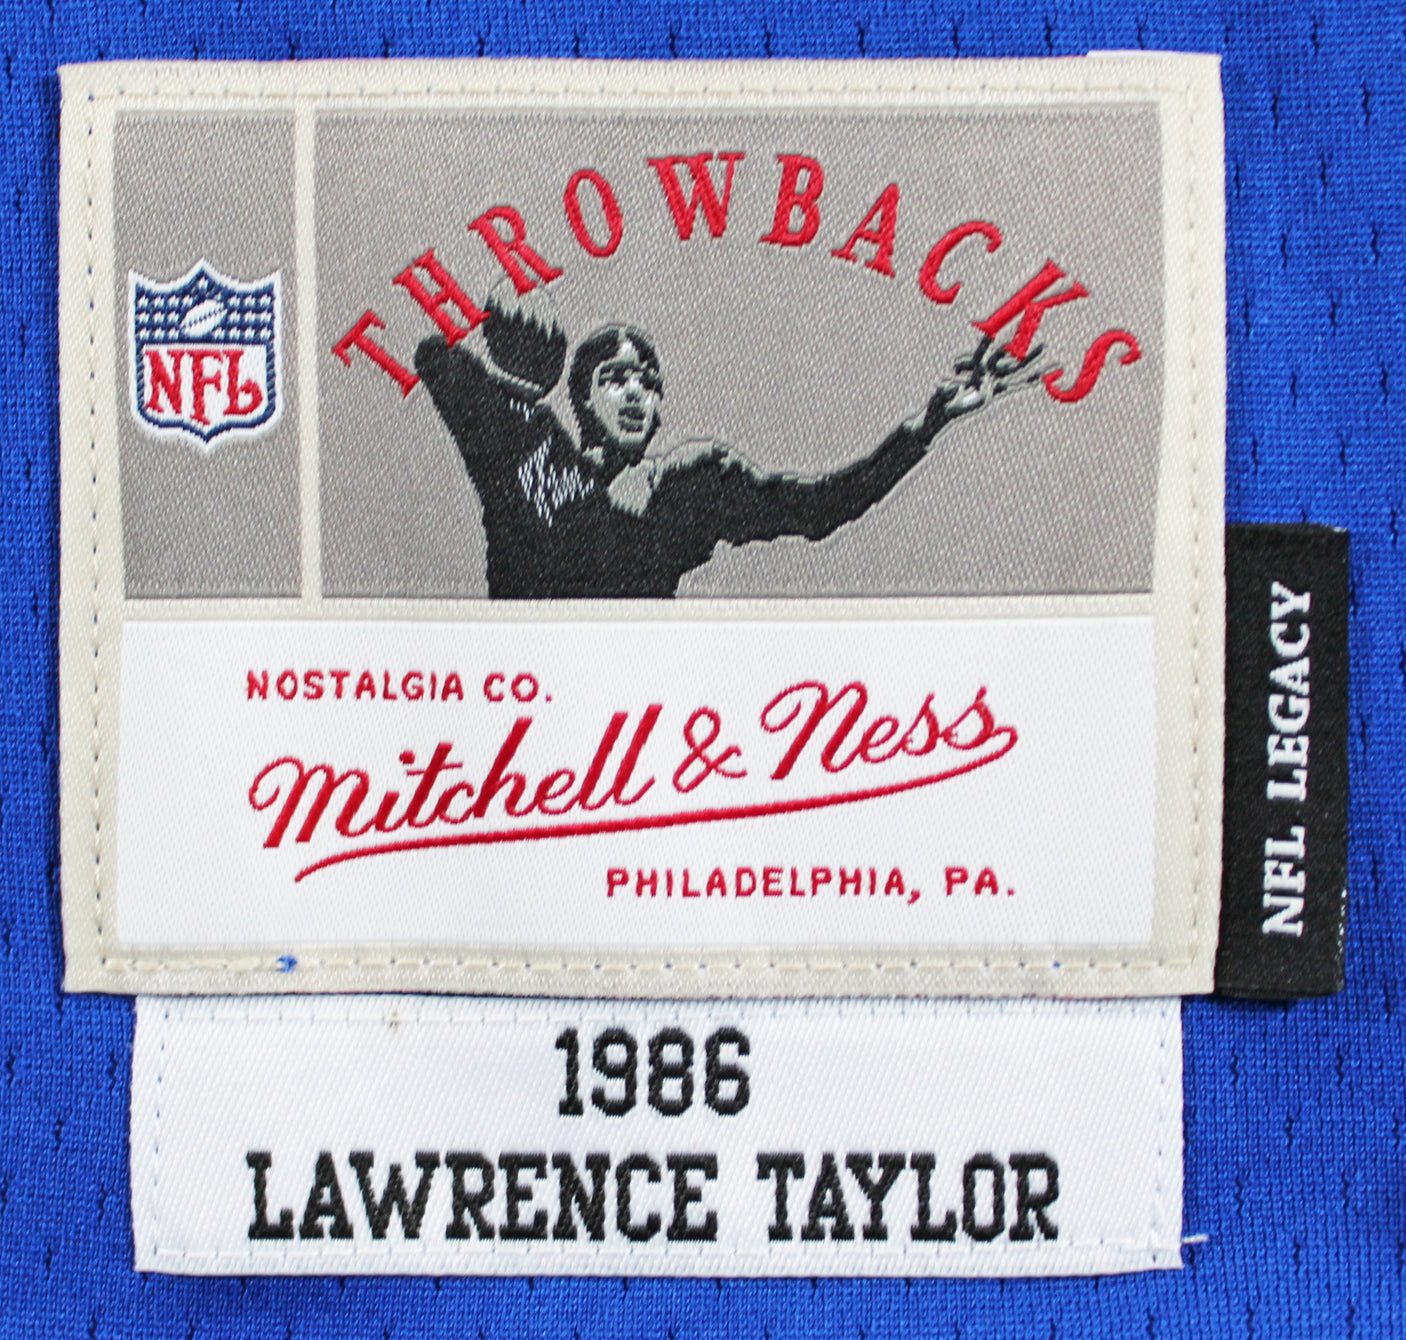 THROWBACKS
NFL
NOSTALGIA CO.
Mitchell & Ness
PHILADELPHIA, PA.
NFL LEGACY
1986
LAWRENCE TAYLOR